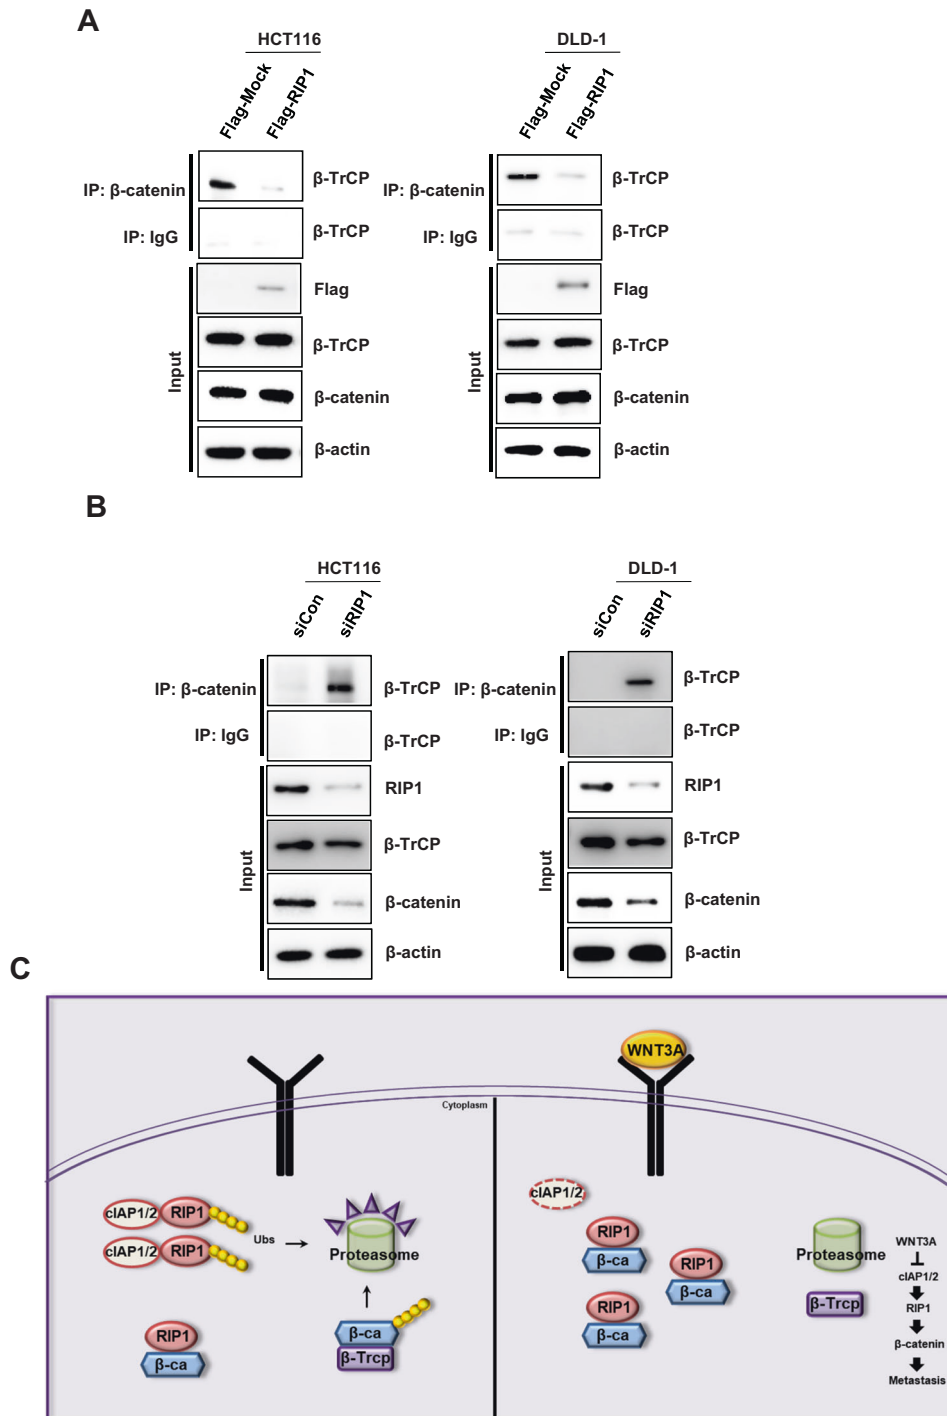 A
HCT116
DLD-1
Flag-Mock
Flag-RIP1
Flag-Mock
Flag-RIP1
IP: β-catenin
β-TrCP
IP: β-catenin
β-TrCP
IP: IgG
β-TrCP
IP: IgG
β-TrCP
Input
Flag
Input
Flag
β-TrCP
β-TrCP
β-catenin
β-catenin
β-actin
β-actin
B
HCT116
DLD-1
siCon
siRIP1
siCon
siRIP1
IP: β-catenin
β-TrCP
IP: β-catenin
β-TrCP
IP: IgG
β-TrCP
IP: IgG
β-TrCP
Input
RIP1
Input
RIP1
β-TrCP
β-TrCP
β-catenin
β-catenin
β-actin
β-actin
C
Cytoplasm
cIAP1/2
RIP1
Ubs
cIAP1/2
RIP1
Proteasome
RIP1
β-ca
β-ca
β-Trcp
WNT3A
cIAP1/2
RIP1
β-ca
RIP1
β-ca
RIP1
β-ca
Proteasome
β-Trcp
WNT3A
cIAP1/2
RIP1
β-catenin
Metastasis